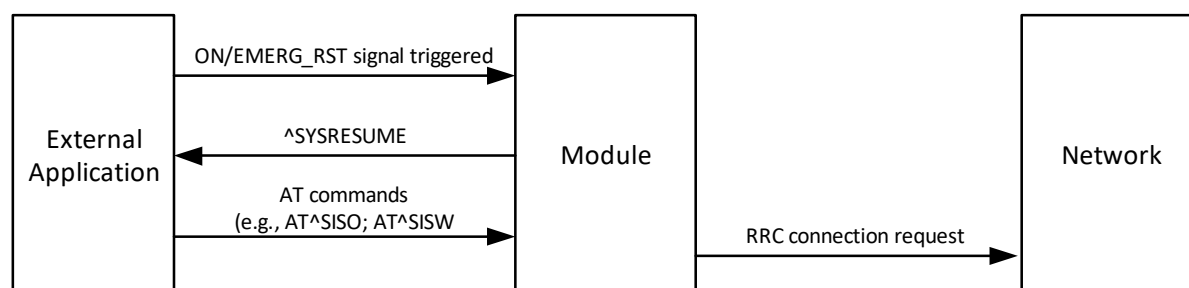 ON/EMERG_RST signal triggered
^SYSRESUME
External
Application
Module
Network
AT commands
(e.g., AT^SISO; AT^SISW
RRC connection request